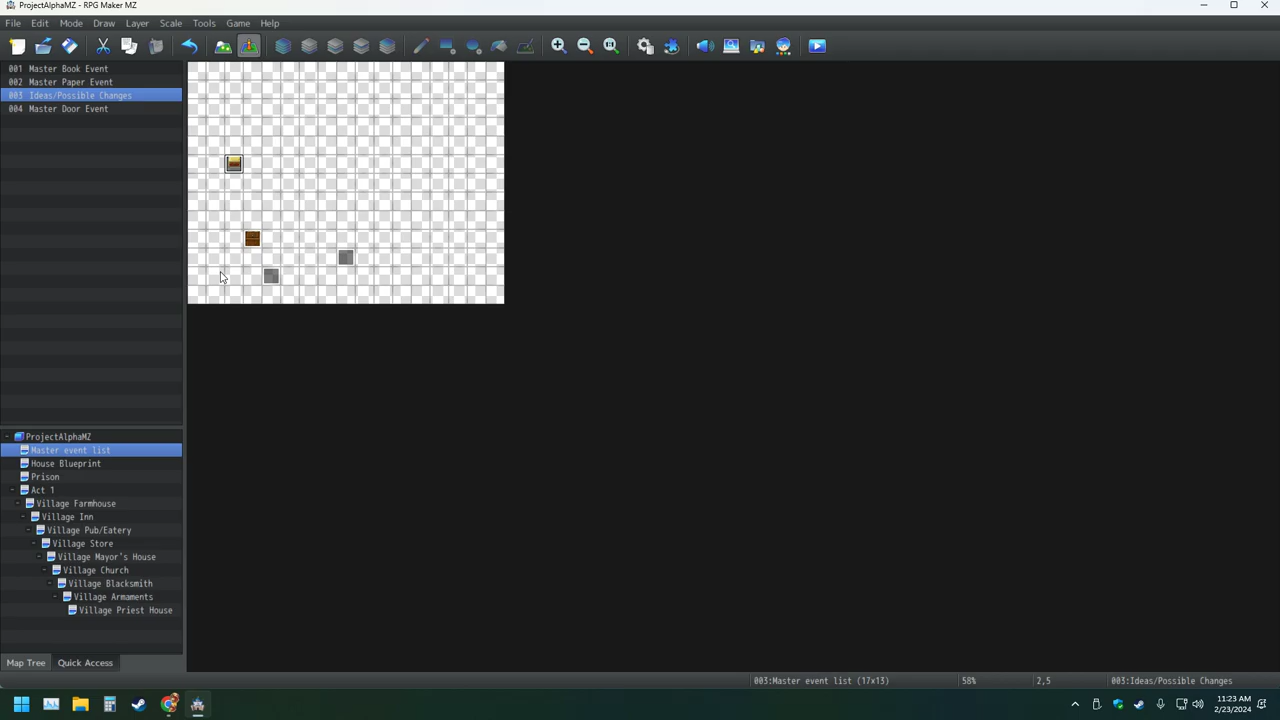 ProjectAlphaMZ - RPG Maker MZ
File Edit Mode Draw Layer Scale Tools Game Help
001 Master Book Event
002 Master Paper Event
003 Ideas/Possible Changes
004 Master Door Event
ProjectAlphaMZ
Master event list
House Blueprint
Prison
Act 1
Village Farmhouse
Village Inn
Village Pub/Eatery
Village Store
Village Mayor's House
Village Church
Village Blacksmith
Village Armaments
Village Priest House
Map Tree Quick Access
003:Master event list (17x13) 58% 2,5 003:Ideas/Possible Changes
11:23 AM
2/23/2024